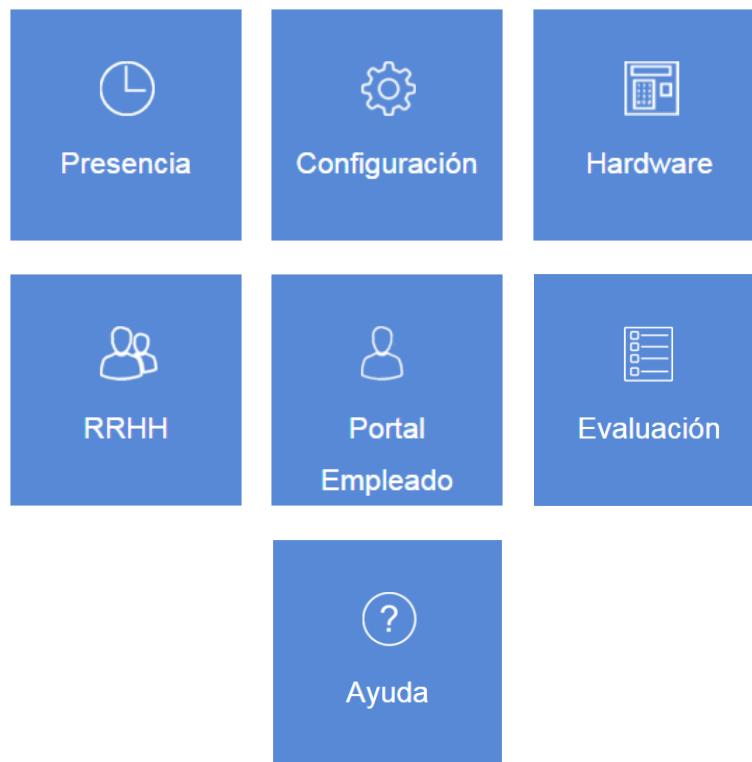 Presencia
Configuración
Hardware
RRHH
Portal
Empleado
Evaluación
?
Ayuda